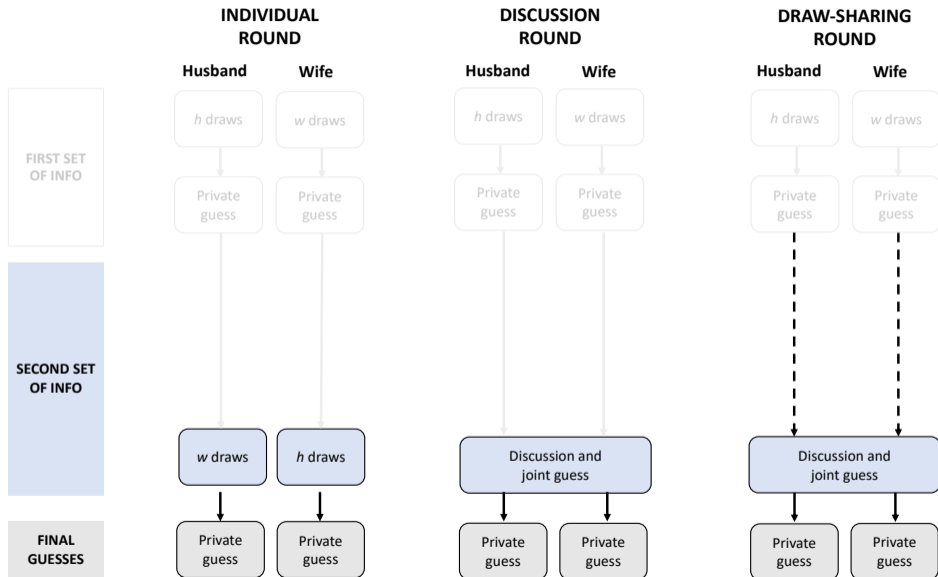 INDIVIDUAL
ROUND
DISCUSSION
ROUND
DRAW-SHARING
ROUND
Husband
Wife
Husband
Wife
Husband
Wife
FIRST SET
OF INFO
h draws
w draws
h draws
w draws
h draws
w draws
Private
guess
Private
guess
Private
guess
Private
guess
Private
guess
Private
guess
SECOND SET
OF INFO
w draws
h draws
Discussion and
joint guess
Discussion and
joint guess
FINAL
GUESSES
Private
guess
Private
guess
Private
guess
Private
guess
Private
guess
Private
guess